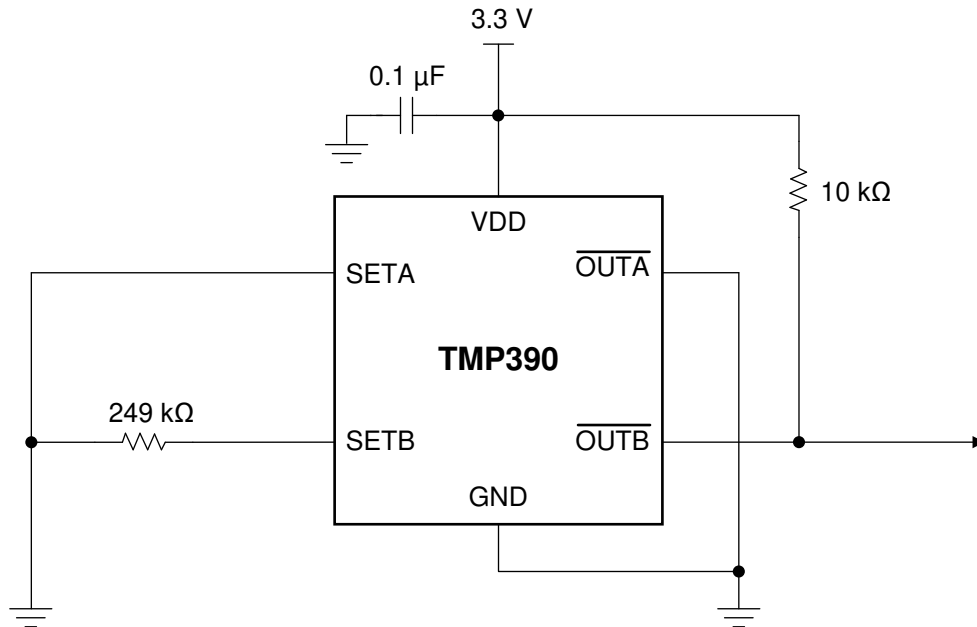 3.3 V
0.1 µF
10 kΩ
VDD
SETA
OUTA
TMP390
249 kΩ
SETB
OUTB
GND